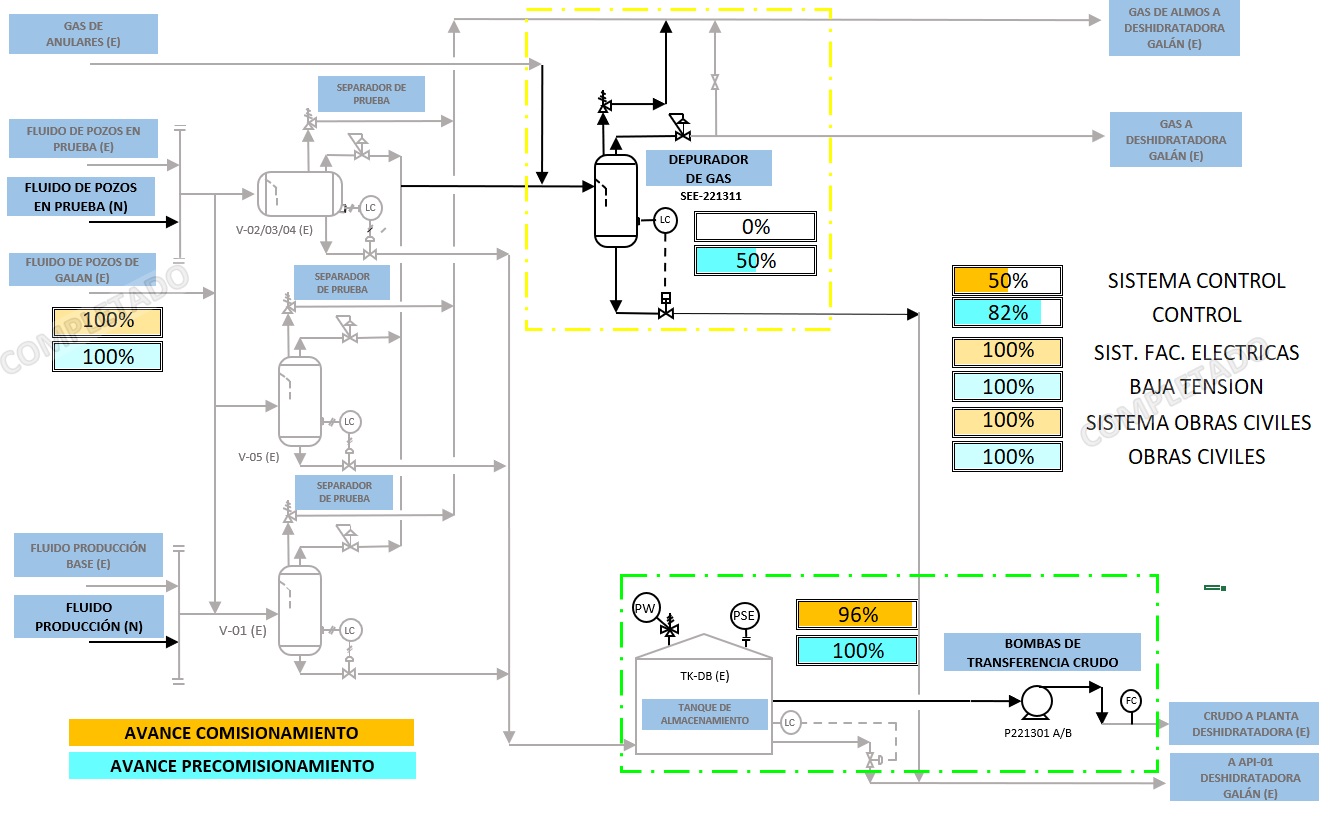 GAS DE
ANULARES (E)
GAS DE ALMOS A
DESHIDRATADORA
GALÁN (E)
SEPARADOR DE
PRUEBA
FLUIDO DE POZOS EN
PRUEBA (E)
GAS A
DESHIDRATADORA
GALÁN (E)
FLUIDO DE POZOS
EN PRUEBA (N)
DEPURADOR
DE GAS
SEE-221311
LC
V-02/03/04 (E)
LC
0%
50%
FLUIDO DE POZOS DE
GALAN (E)
SEPARADOR
DE PRUEBA
COMPLETADO
100%
100%
50%
SISTEMA CONTROL
82%
CONTROL
100%
SIST. FAC. ELECTRICAS
100%
BAJA TENSION
100%
SISTEMA OBRAS CIVILES
100%
OBRAS CIVILES
COMPLETADO
LC
V-05 (E)
SEPARADOR
DE PRUEBA
FLUIDO PRODUCCIÓN
BASE (E)
FLUIDO
PRODUCCIÓN (N)
V-01 (E)
LC
PW
PSE
96%
100%
TK-DB (E)
TANQUE DE
ALMACENAMIENTO
LC
BOMBAS DE
TRANSFERENCIA CRUDO
FC
P221301 A/B
CRUDO A PLANTA
DESHIDRATADORA (E)
A API-01
DESHIDRATADORA
GALÁN (E)
AVANCE COMISIONAMIENTO
AVANCE PRECOMISIONAMIENTO